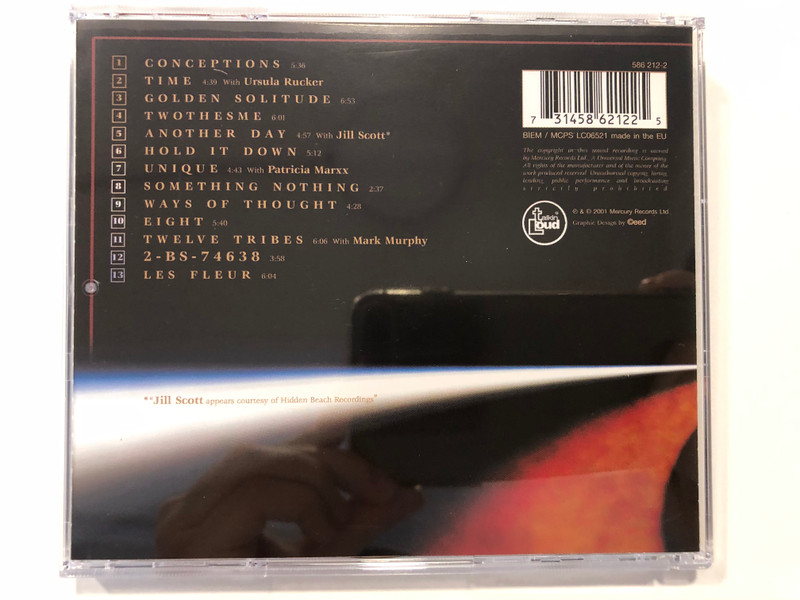 1 CONCEPTIONS 5:36
2 TIME 4:39 With Ursula Rucker
3 GOLDEN SOLITUDE 6:53
4 TWOTHESME 6:01
5 ANOTHER DAY 4:57 With Jill Scott*
6 HOLD IT DOWN 5:12
7 UNIQUE 4:43 With Patricia Marxx
8 SOMETHING NOTHING 2:37
9 WAYS OF THOUGHT 4:28
10 EIGHT 5:40
11 TWELVE TRIBES 6:06 With Mark Murphy
12 2-BS-74638 3:58
13 LES FLEUR 6:04
*"Jill Scott appears courtesy of Hidden Beach Recordings"
586 212-2
7 31458 62122 5
BIEM / MCPS LC06521 made in the EU
The copyright in this sound recording is owned
by Mercury Records Ltd., A Universal Music Company.
All rights of the manufacturer and of the owner of the
work produced reserved. Unauthorised copying, hiring,
lending, public performance and broadcasting
strictly prohibited
talkin Loud
℗ & © 2001 Mercury Records Ltd.
Graphic Design by ©eed